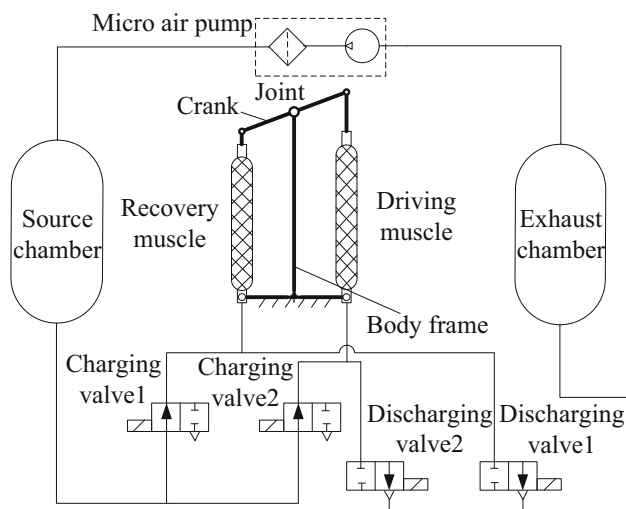 Micro air pump
Joint
Crank
Source
chamber
Recovery
muscle
Driving
muscle
Exhaust
chamber
Body frame
Charging
valve1
Charging
valve2
Discharging
valve2
Discharging
valve1